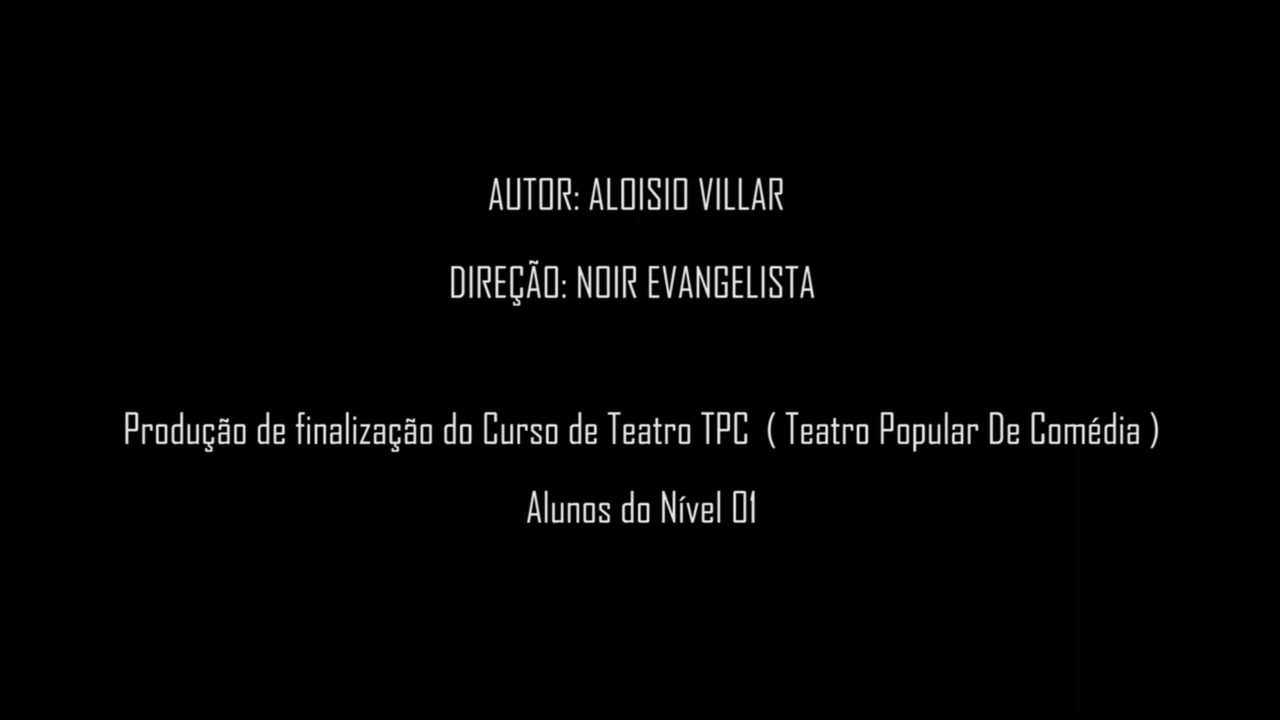 AUTOR: ALOISIO VILLAR
DIREÇÃO: NOIR EVANGELISTA
Produção de finalização do Curso de Teatro TPC ( Teatro Popular De Comédia )
Alunos do Nível 01